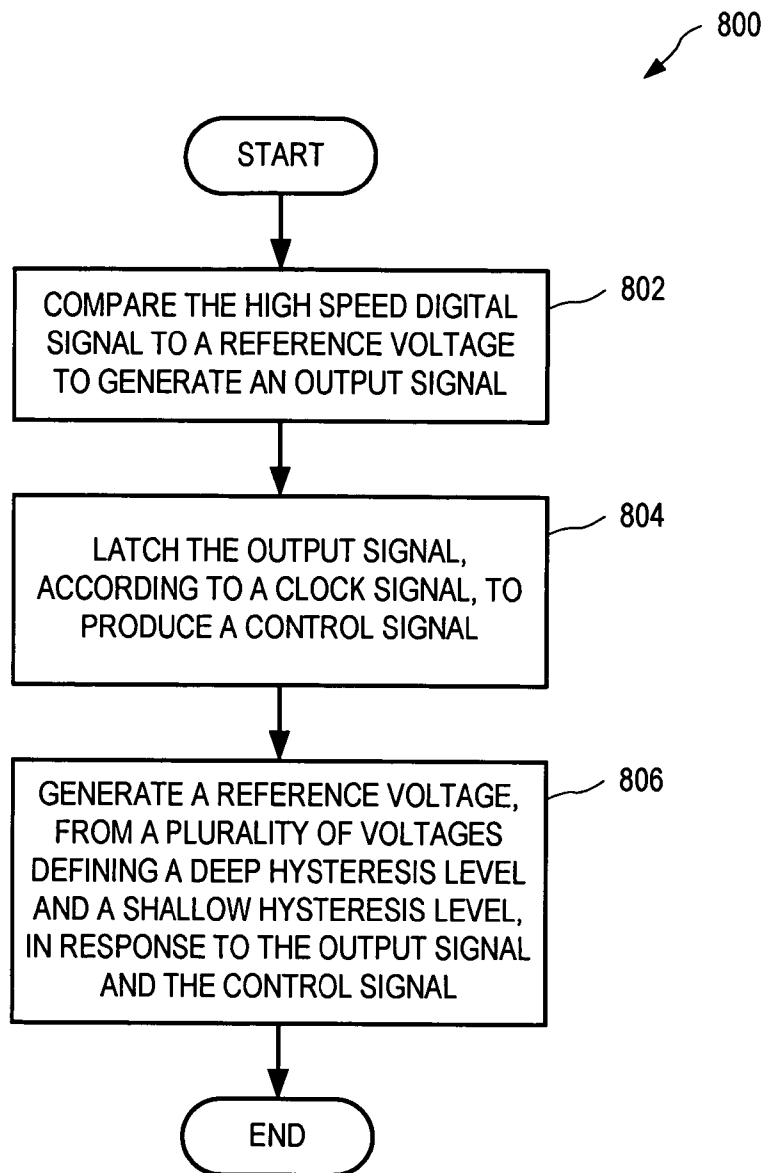 800
START
COMPARE THE HIGH SPEED DIGITAL
SIGNAL TO A REFERENCE VOLTAGE
TO GENERATE AN OUTPUT SIGNAL
802
LATCH THE OUTPUT SIGNAL,
ACCORDING TO A CLOCK SIGNAL, TO
PRODUCE A CONTROL SIGNAL
804
GENERATE A REFERENCE VOLTAGE,
FROM A PLURALITY OF VOLTAGES
DEFINING A DEEP HYSTERESIS LEVEL
AND A SHALLOW HYSTERESIS LEVEL,
IN RESPONSE TO THE OUTPUT SIGNAL
AND THE CONTROL SIGNAL
806
END